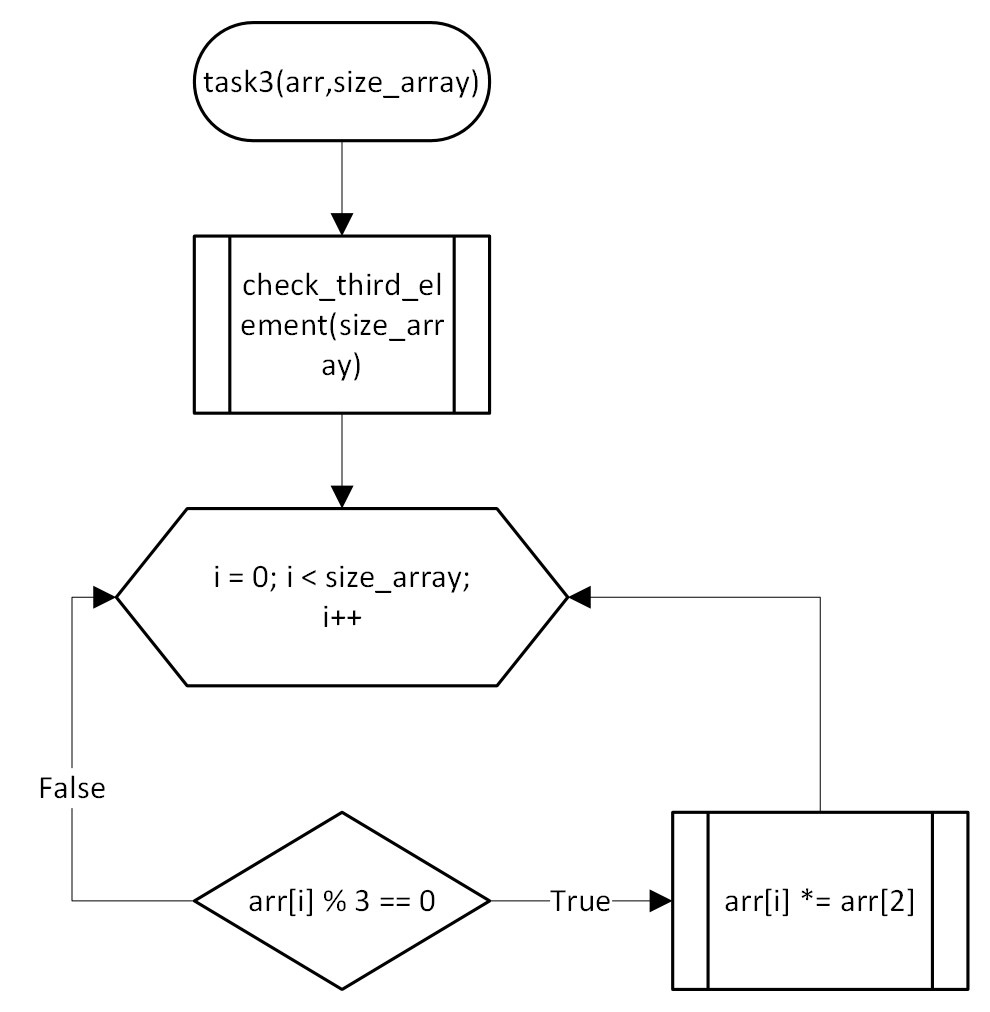 task3(arr,size_array)
check_third_el
ement(size_arr
ay)
i = 0; i < size_array;
i++
False
arr[i] % 3 == 0
True
arr[i] *= arr[2]